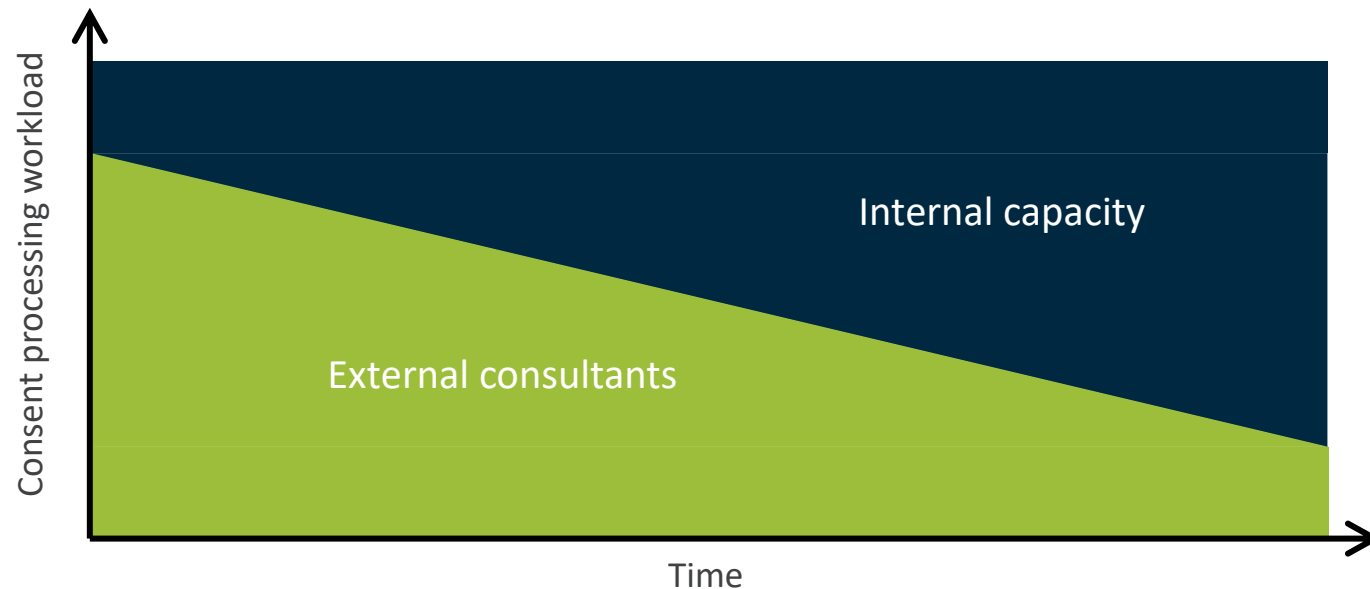 Consent processing workload
Internal capacity
External consultants
Time